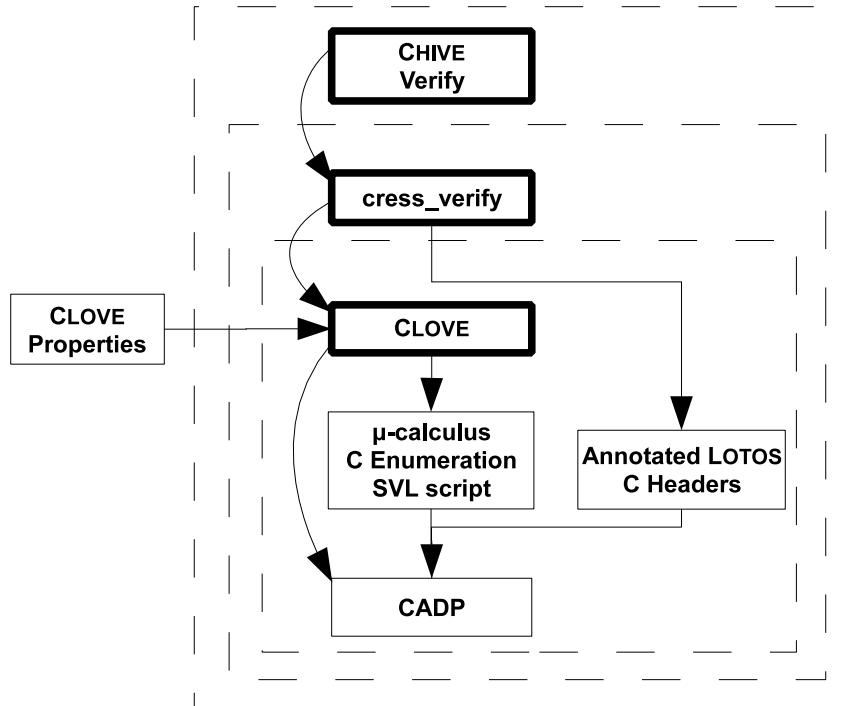 CHIVE
Verify
cress_verify
CLOVE
Properties
CLOVE
µ-calculus
C Enumeration
SVL script
Annotated LOTOS
C Headers
CADP